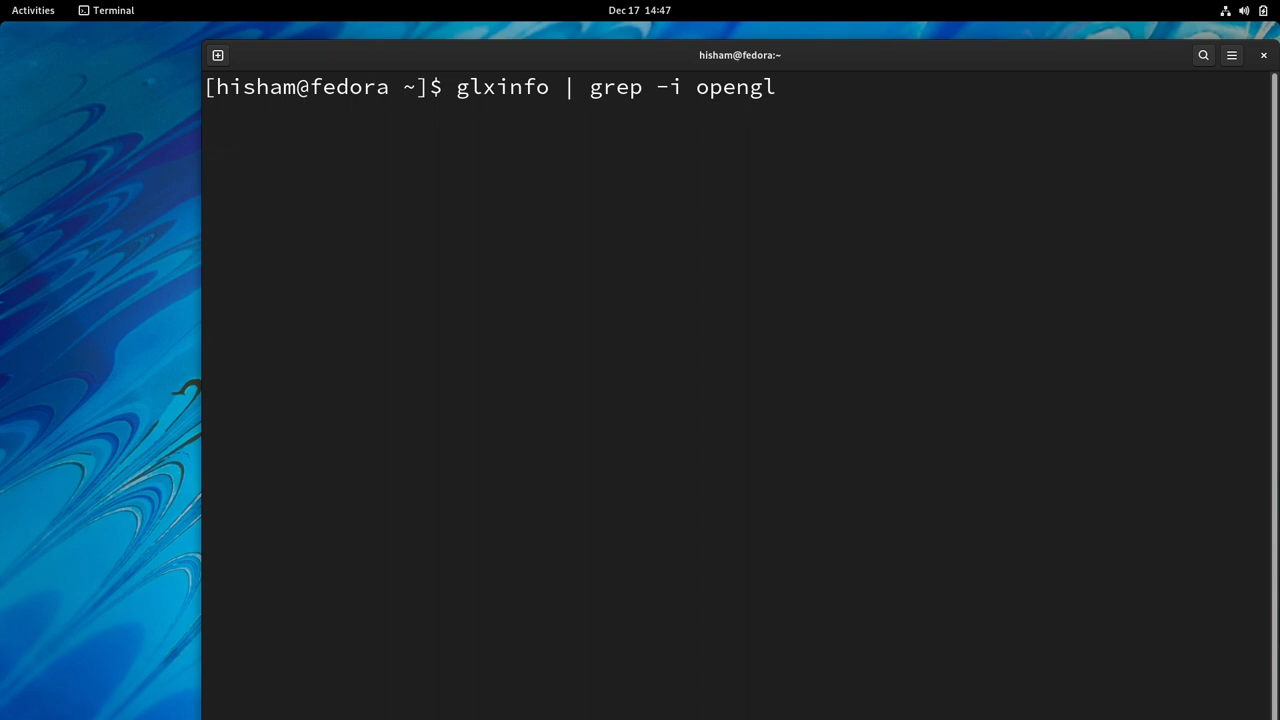 Activities Terminal Dec 17 14:47
hisham@fedora:~
[hisham@fedora ~]$ glxinfo | grep -i opengl